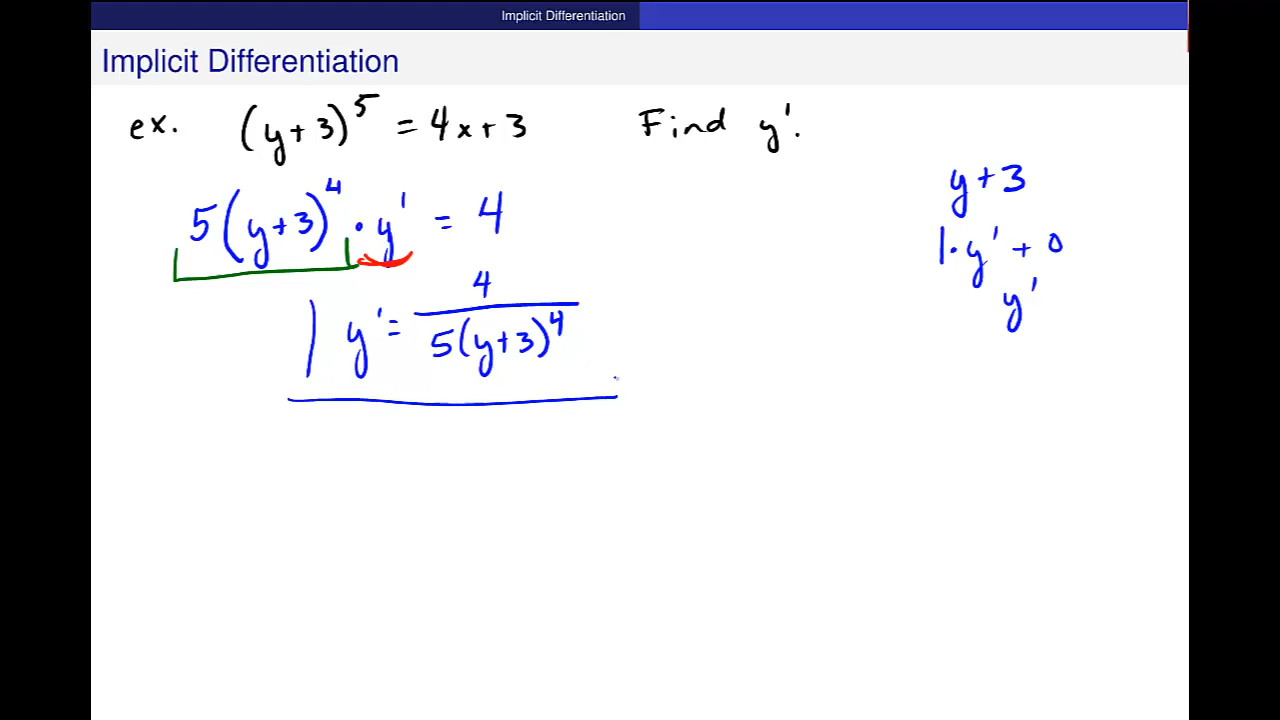 Implicit Differentiation
Implicit Differentiation
ex. (y+3)^5 = 4x+3 Find y'.
y+3
5(y+3)^4 · y' = 4
1·y' + 0
y'
y' = 4/5(y+3)^4